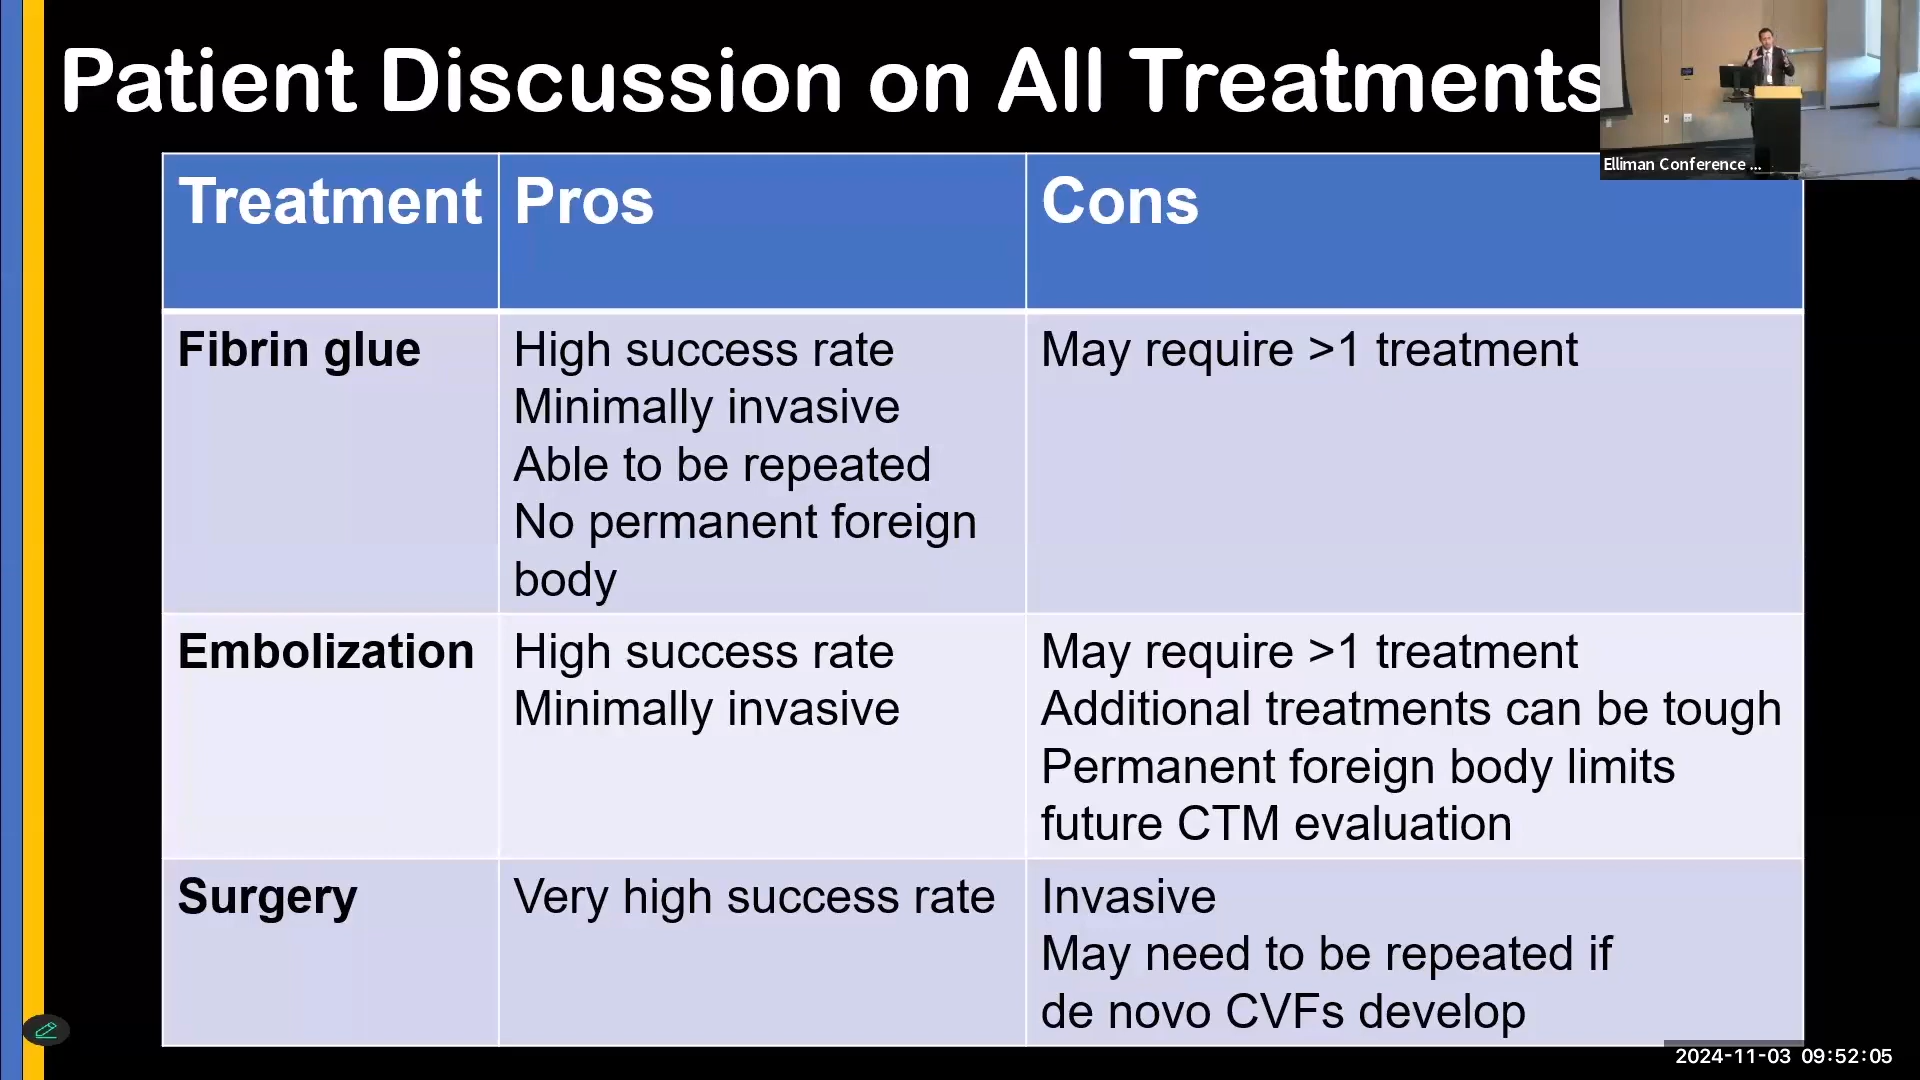 Patient Discussion on All Treatments
Elliman Conference ...
Treatment
Pros
Cons
Fibrin glue
High success rate
Minimally invasive
Able to be repeated
No permanent foreign
body
May require >1 treatment
Embolization
High success rate
Minimally invasive
May require >1 treatment
Additional treatments can be tough
Permanent foreign body limits
future CTM evaluation
Surgery
Very high success rate
Invasive
May need to be repeated if
de novo CVFs develop
2024-11-03 09:52:05